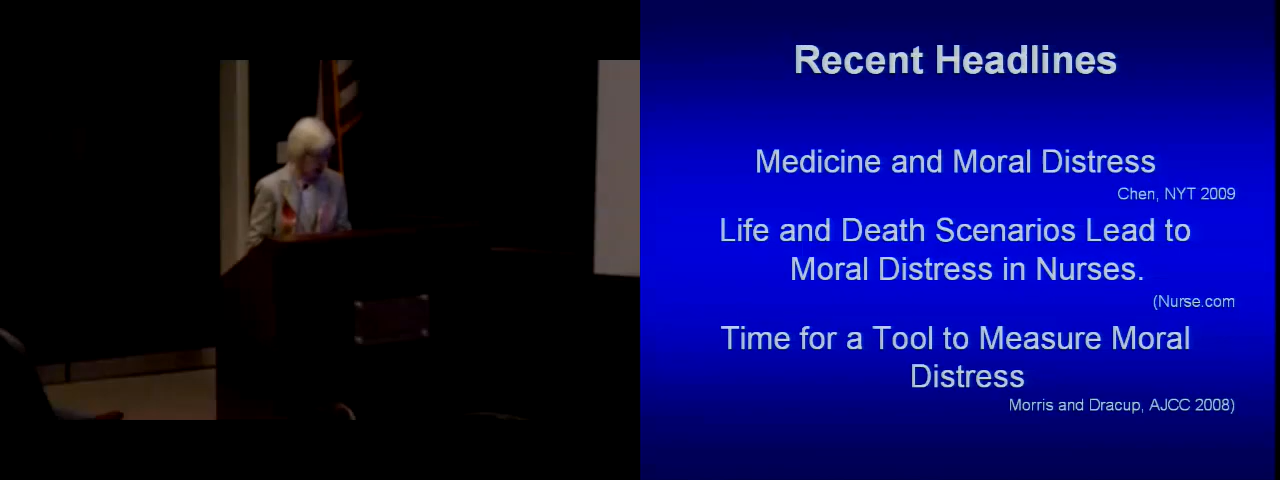 Recent Headlines
Medicine and Moral Distress
Chen, NYT 2009
Life and Death Scenarios Lead to
Moral Distress in Nurses.
(Nurse.com
Time for a Tool to Measure Moral
Distress
Morris and Dracup, AJCC 2008)